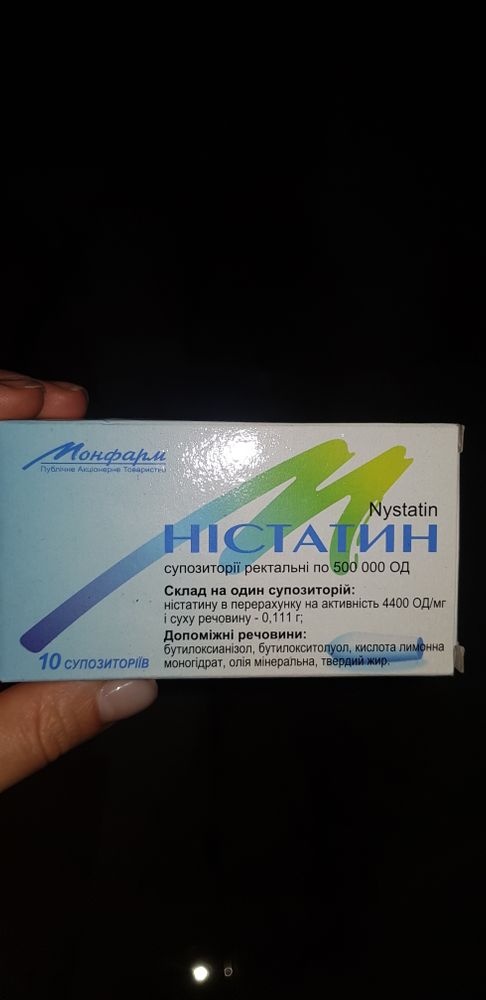 Монфарм
Публічне Акціонерне Товариство
Nystatin
НІСТАТИН
супозиторії ректальні по 500 000 ОД
Склад на один супозиторій:
ністатину в перерахунку на активність 4400 ОД/мг
і суху речовину - 0,111 г;
Допоміжні речовини:
бутилоксианізол, бутилокситолуол, кислота лимонна
моногідрат, олія мінеральна, твердий жир.
10 супозиторіїв